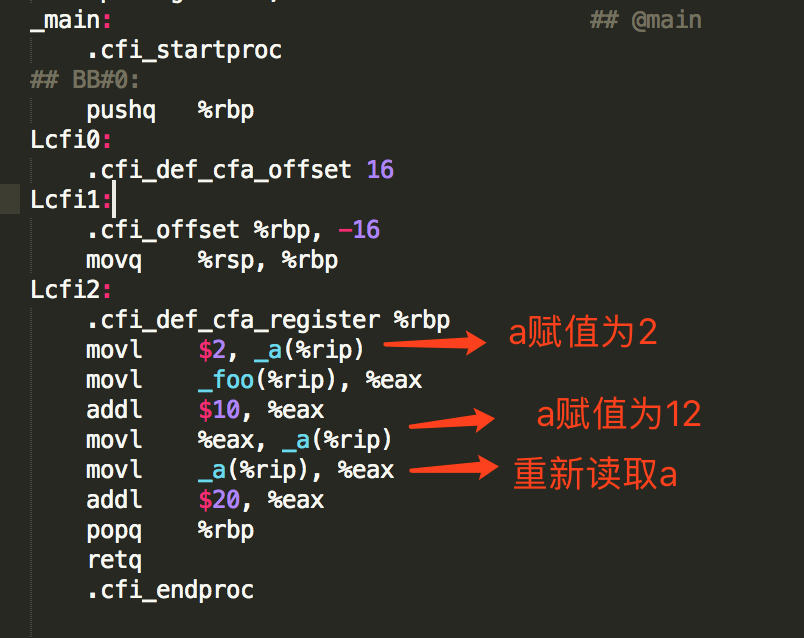 _main: ## @main
.cfi_startproc
## BB#0:
pushq %rbp
Lcfi0:
.cfi_def_cfa_offset 16
Lcfi1:
.cfi_offset %rbp, -16
movq %rsp, %rbp
Lcfi2:
.cfi_def_cfa_register %rbp
movl $2, _a(%rip) a赋值为2
movl _foo(%rip), %eax
addl $10, %eax
a赋值为12
movl %eax, _a(%rip)
movl _a(%rip), %eax 重新读取a
addl $20, %eax
popq %rbp
retq
.cfi_endproc